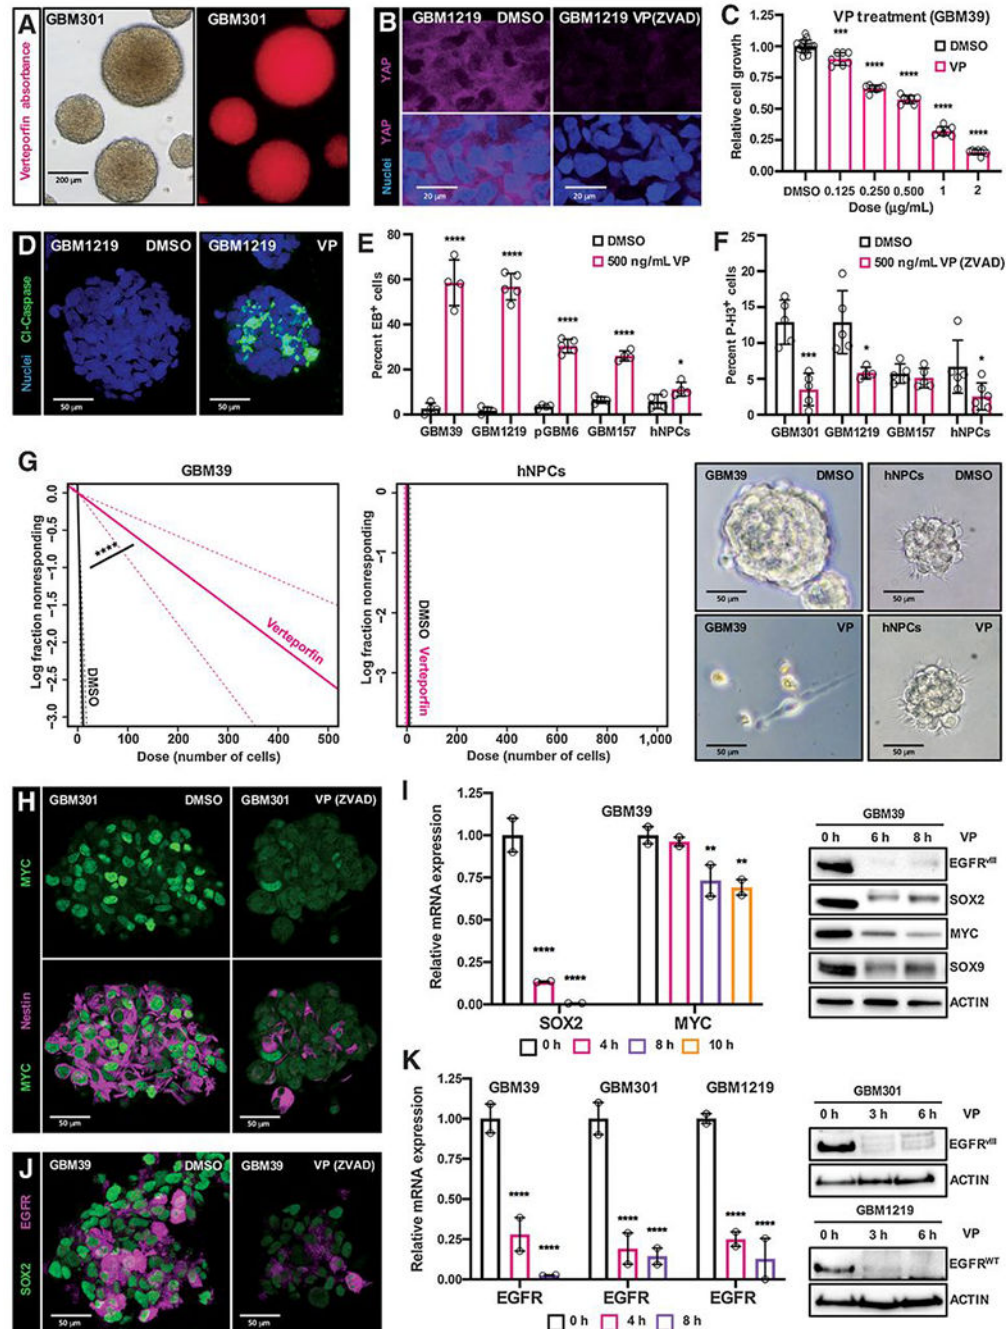 A
GBM301
GBM301
Verteporfin absorbance
200 µm
B
GBM1219 DMSO
GBM1219 VP(ZVAD)
YAP
Nuclei YAP
20 µm
20 µm
C
VP treatment (GBM39)
DMSO
VP
Relative cell growth
1.25
1.00
0.75
0.50
0.25
0.00
***
****
****
****
****
DMSO 0.125 0.250 0.500 1 2
Dose (µg/mL)
D
GBM1219 DMSO
GBM1219 VP
Nuclei Cl-Caspase
50 µm
50 µm
E
DMSO
500 ng/mL VP
Percent EB+ cells
80
60
40
20
0
****
****
****
****
*
GBM39 GBM1219 pGBM6 GBM157 hNPCs
F
DMSO
500 ng/mL VP (ZVAD)
Percent P-H3+ cells
25
20
15
10
5
0
***
*
*
GBM301 GBM1219 GBM157 hNPCs
G
GBM39
Log fraction nonresponding
0.0
−0.5
−1.0
−1.5
−2.0
−2.5
−3.0
****
DMSO
Verteporfin
0 100 200 300 400 500
Dose (number of cells)
hNPCs
Log fraction nonresponding
0
−1
−2
−3
DMSO
Verteporfin
0 200 400 600 800 1,000
Dose (number of cells)
GBM39 DMSO
50 µm
hNPCs DMSO
50 µm
GBM39 VP
50 µm
hNPCs VP
50 µm
H
GBM301 DMSO
GBM301 VP (ZVAD)
MYC
MYC Nestin
50 µm
50 µm
I
GBM39
Relative mRNA expression
1.25
1.00
0.75
0.50
0.25
0.00
****
****
**
**
SOX2 MYC
0 h 4 h 8 h 10 h
GBM39
0 h 6 h 8 h VP
EGFRvIII
SOX2
MYC
SOX9
ACTIN
J
GBM39 DMSO
GBM39 VP (ZVAD)
SOX2 EGFR
50 µm
50 µm
K
GBM39 GBM301 GBM1219
Relative mRNA expression
1.25
1.00
0.75
0.50
0.25
0.00
****
****
****
****
****
****
EGFR EGFR EGFR
0 h 4 h 8 h
GBM301
0 h 3 h 6 h VP
EGFRvIII
ACTIN
GBM1219
0 h 3 h 6 h VP
EGFRWT
ACTIN